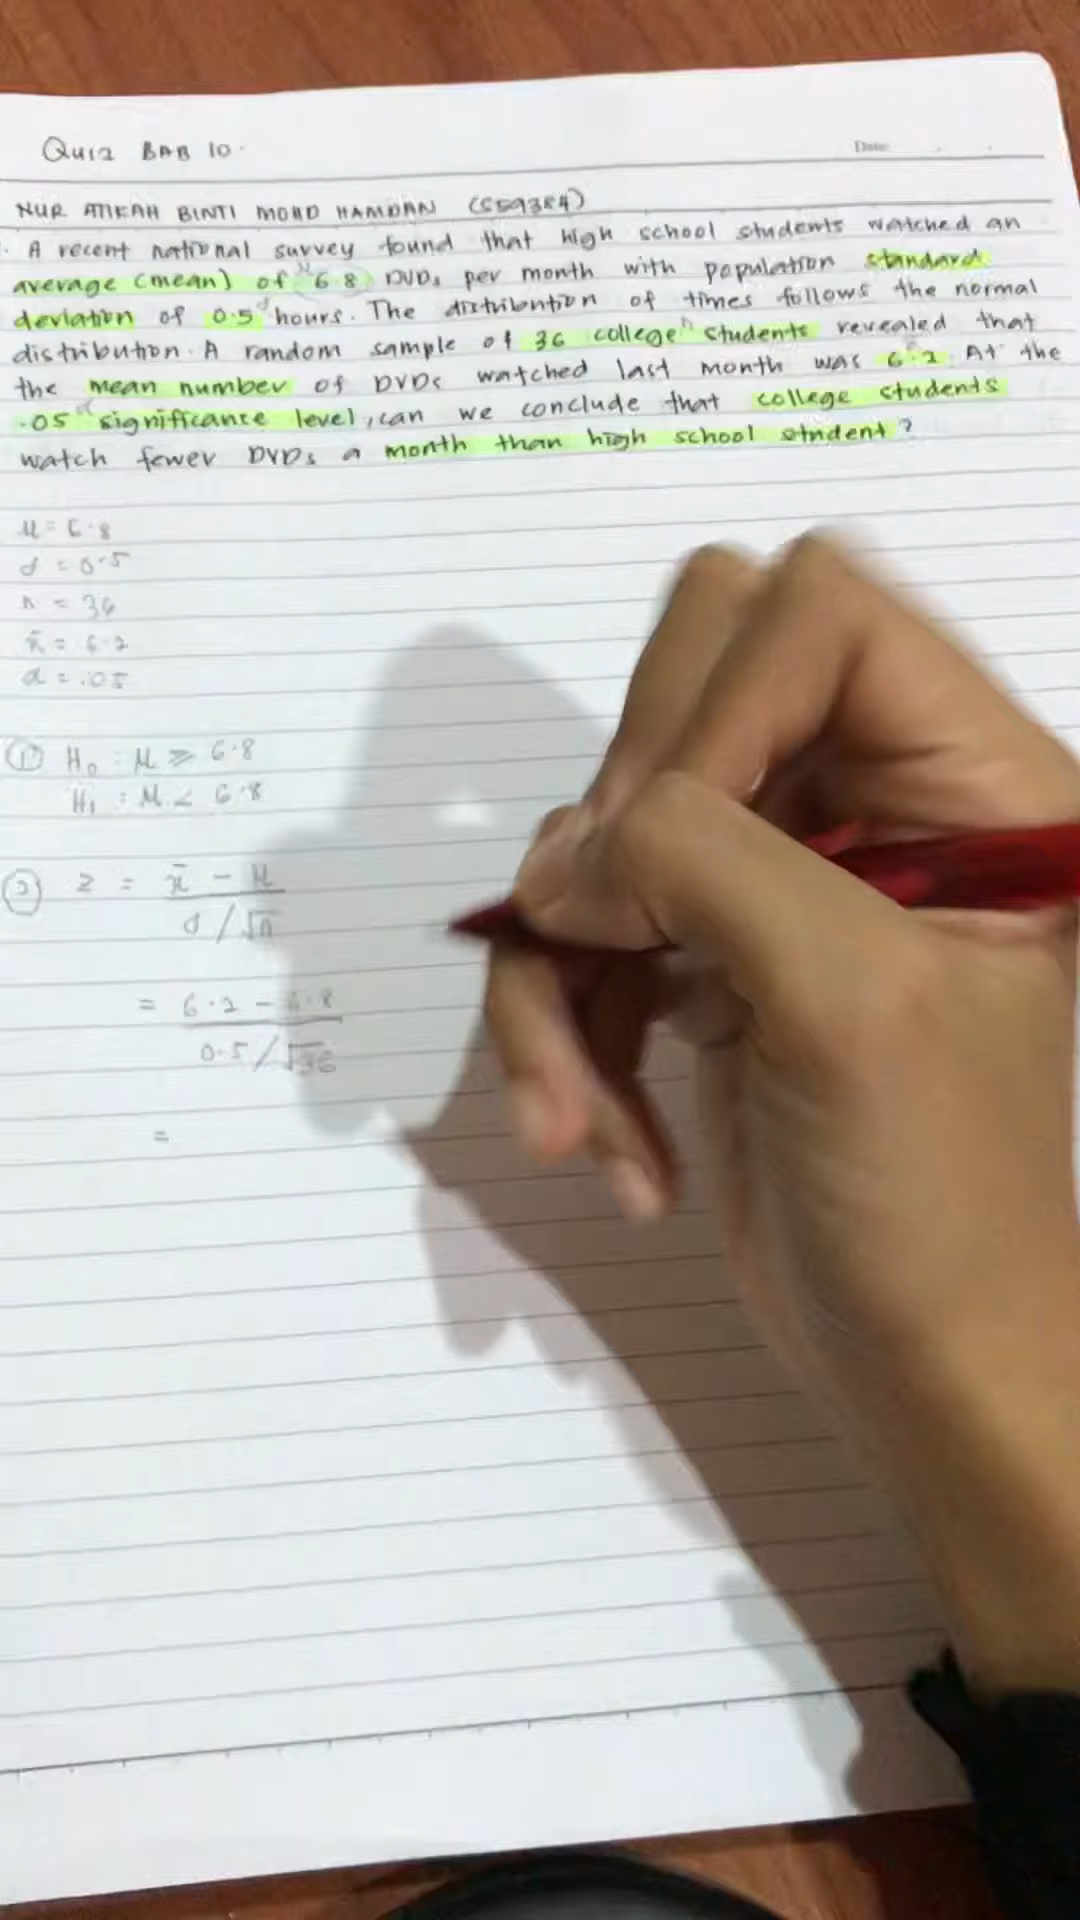 Quiz BAB 10.
Date: . .
NUR ATIKAH BINTI MOHD HAMDAN (S59384)
. A recent national survey found that high school students watched an
average (mean) of 6.8 DVDs per month with population standard
deviation of 0.5 hours. The distribution of times follows the normal
distribution. A random sample of 36 college students revealed that
the mean number of DVDs watched last month was 6.2. At the
.05 significance level, can we conclude that college students
watch fewer DVDs a month than high school student?
μ = 6.8
σ = 0.5
n = 36
x̄ = 6.2
α = .05
① H₀ : μ ≥ 6.8
H₁ : μ < 6.8
② z = x̄ - μ
σ / √n
= 6.2 - 6.8
0.5 / √36
=